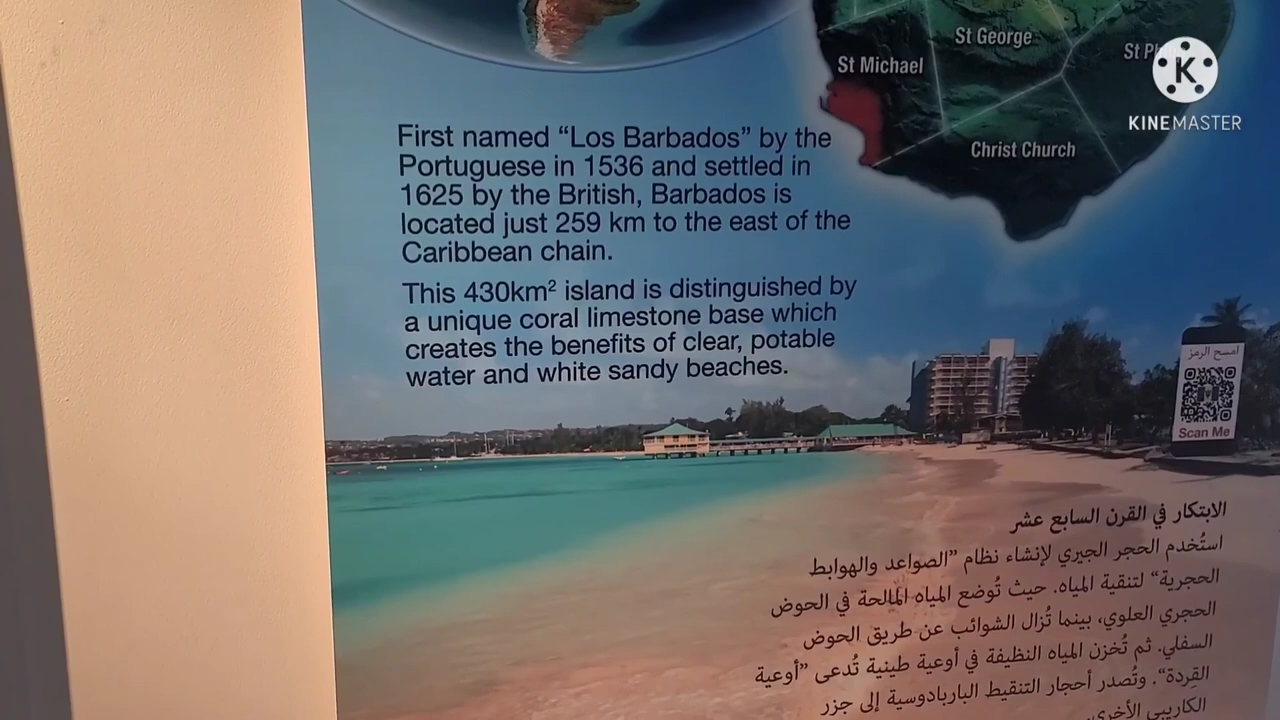 St George
St Michael
St Ph
Christ Church
KINEMASTER
First named “Los Barbados” by the
Portuguese in 1536 and settled in
1625 by the British, Barbados is
located just 259 km to the east of the
Caribbean chain.
This 430km² island is distinguished by
a unique coral limestone base which
creates the benefits of clear, potable
water and white sandy beaches.
امسح الرمز
Scan Me
الابتكار في القرن السابع عشر
استُخدم الحجر الجيري لإنشاء نظام ”الصواعد والهوابط
الحجرية“ لتنقية المياه. حيث تُوضع المياه المالحة في الحوض
الحجري العلوي، بينما تُزال الشوائب عن طريق الحوض
السفلي. ثم تُخزن المياه النظيفة في أوعية طينية تُدعى ”أوعية
القِردة“. وتُصدر أحجار التنقيط الباربادوسية إلى جزر
الكاريبي الأخرى.